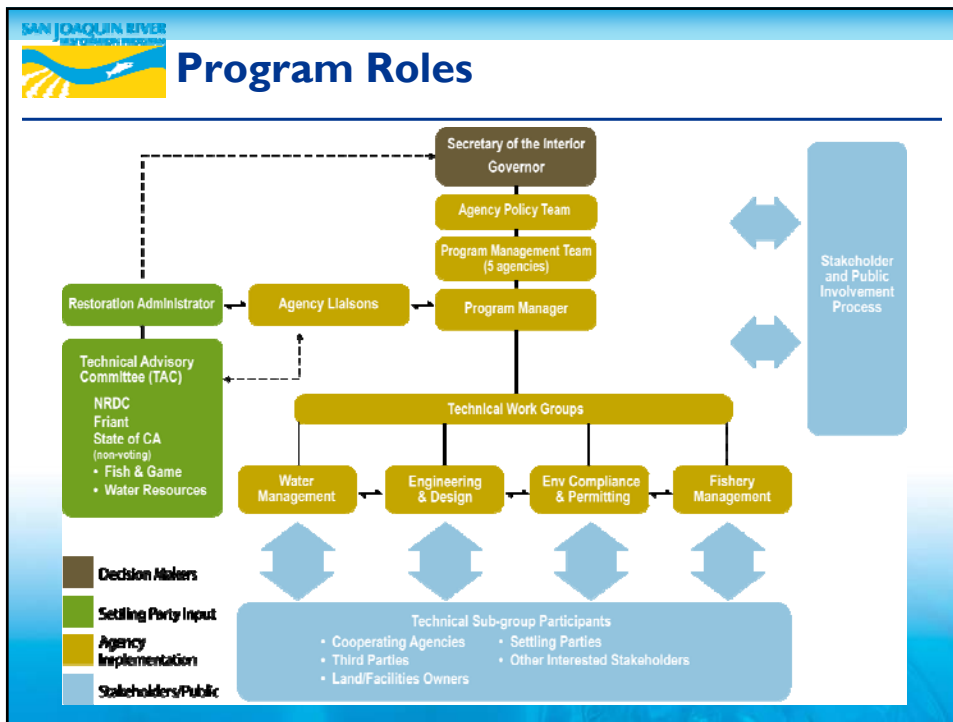 SAN JOAQUIN RIVER
RESTORATION PROGRAM
Program Roles
Secretary of the Interior
Governor
Agency Policy Team
Program Management Team
(5 agencies)
Stakeholder
and Public
Involvement
Process
Restoration Administrator
Agency Liaisons
Program Manager
Technical Advisory
Committee (TAC)
NRDC
Friant
State of CA
(non-voting)
• Fish & Game
• Water Resources
Technical Work Groups
Water
Management
Engineering
& Design
Env Compliance
& Permitting
Fishery
Management
Decision Makers
Settling Party Input
Agency
Implementation
Stakeholders/Public
Technical Sub-group Participants
• Cooperating Agencies
• Third Parties
• Land/Facilities Owners
• Settling Parties
• Other Interested Stakeholders